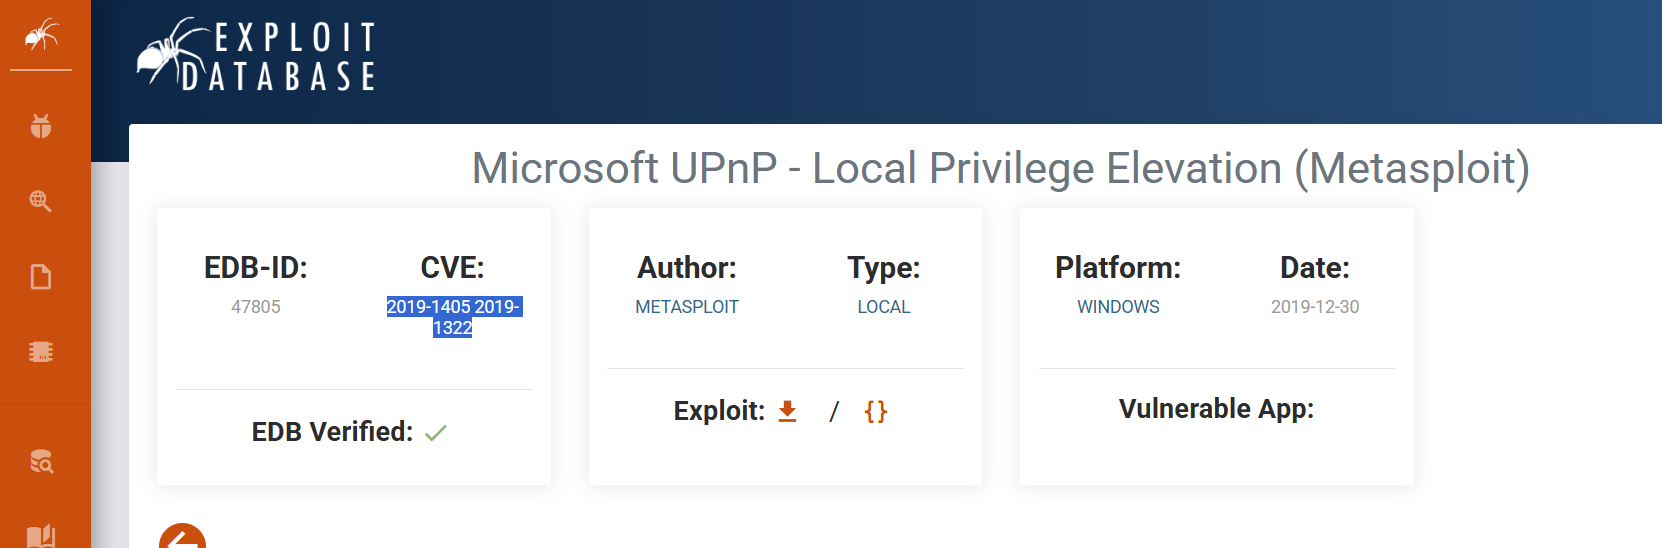 EXPLOIT
DATABASE
Microsoft UPnP - Local Privilege Elevation (Metasploit)
EDB-ID:
47805
CVE:
2019-1405 2019-
1322
EDB Verified:
Author:
METASPLOIT
Type:
LOCAL
Exploit: / {}
Platform:
WINDOWS
Date:
2019-12-30
Vulnerable App: